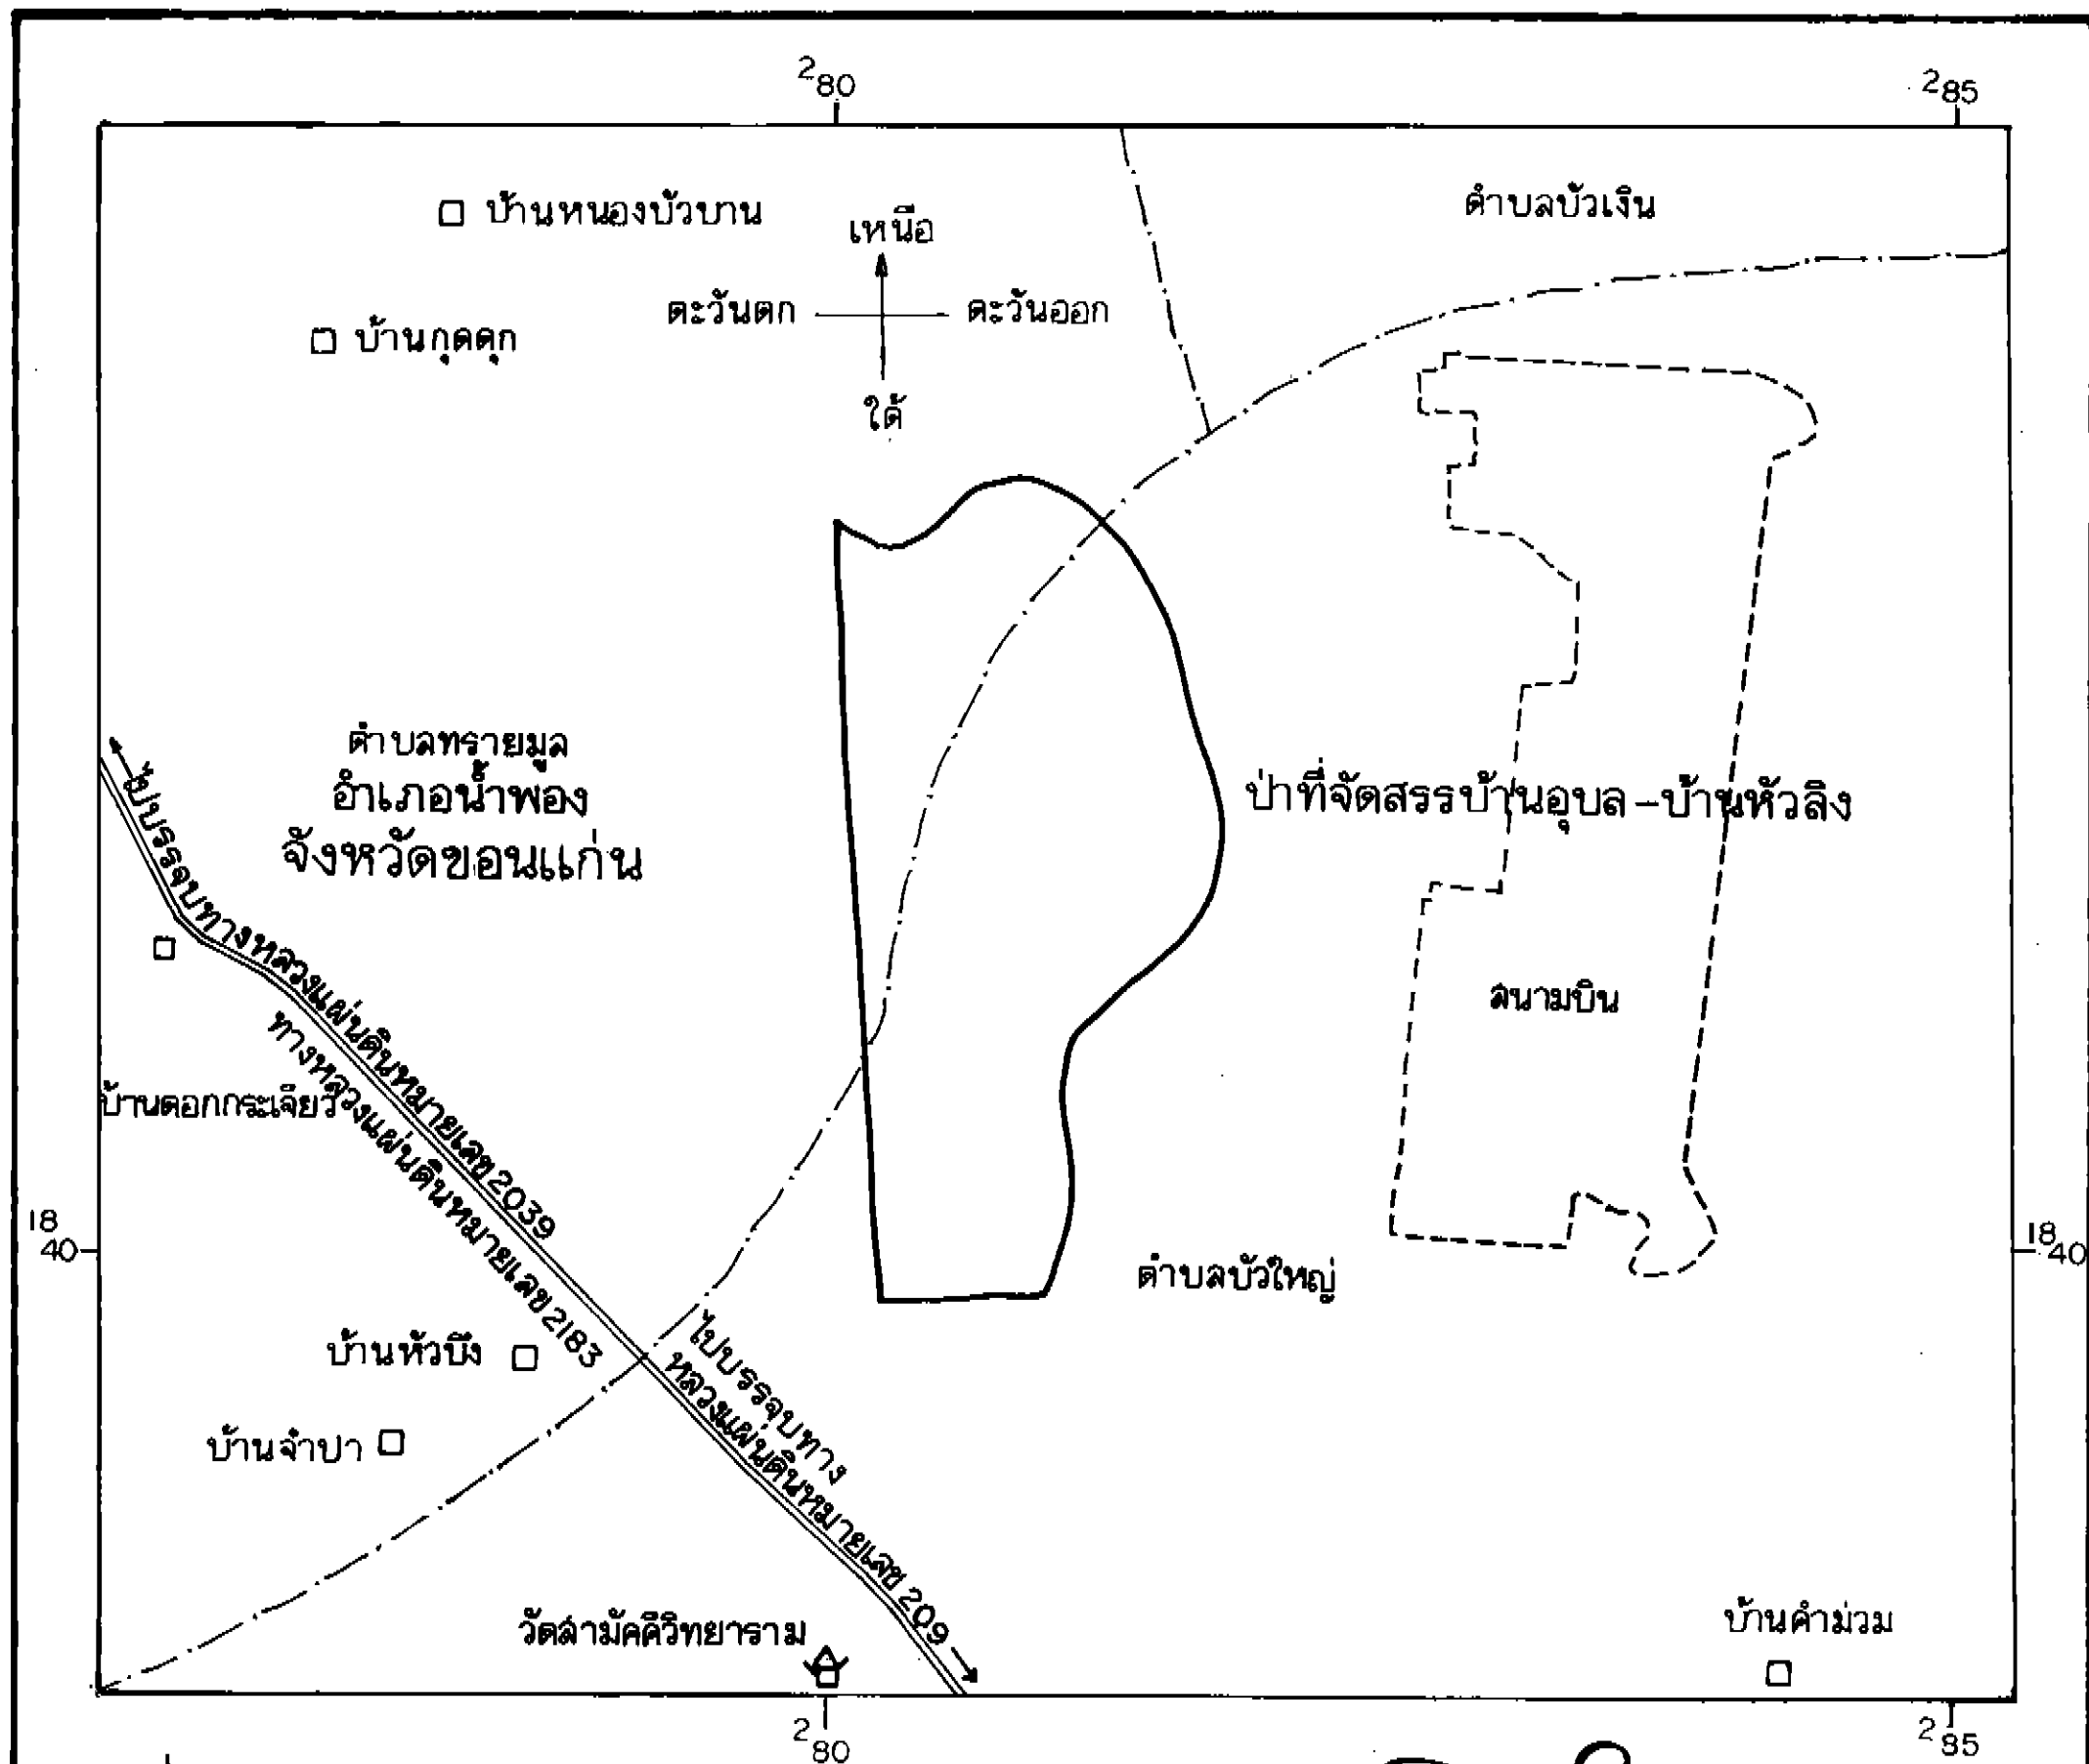 280
285
บ้านหนองบัวบาน
ตำบลบัวเงิน
เหนือ
ตะวันตก
ตะวันออก
บ้านกุดดุก
ใต้
ตำบลทรายมูล
อำเภอน้ำพอง
จังหวัดขอนแก่น
ป่าที่จัดสรรบ้านอุบล-บ้านหัวลิง
ไปบรรจบทางหลวงแผ่นดินหมายเลข 2039
ทางหลวงแผ่นดินหมายเลข 2183
สนามบิน
บ้านดอกกระเจียว
18
40
18
40
ตำบลบัวใหญ่
บ้านหัวบึง
ไปบรรจบทาง
หลวงแผ่นดินหมายเลข 209
บ้านจำปา
วัดสามัคคีวิทยาราม
บ้านคำม่วม
280
285